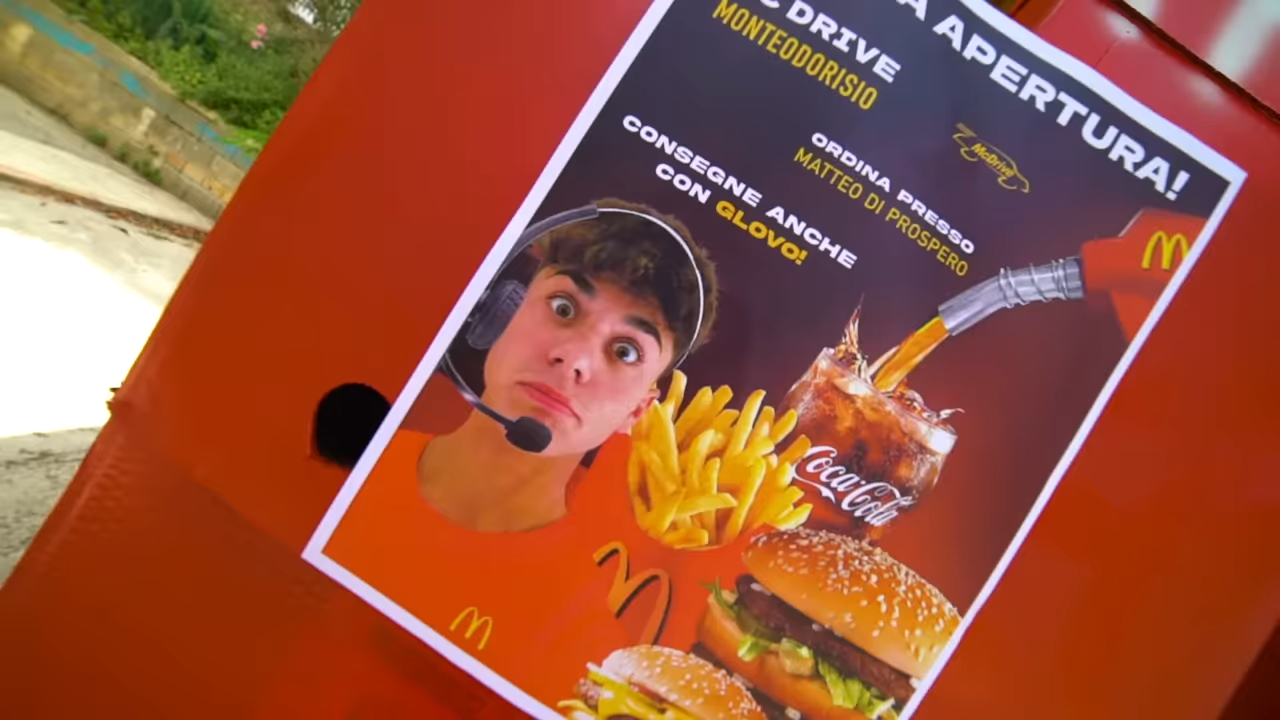 A APERTURA!
C DRIVE
MONTEODORISIO
McDrive
ORDINA PRESSO
MATTEO DI PROSPERO
CONSEGNE ANCHE
CON GLOVO!
Coca-Cola